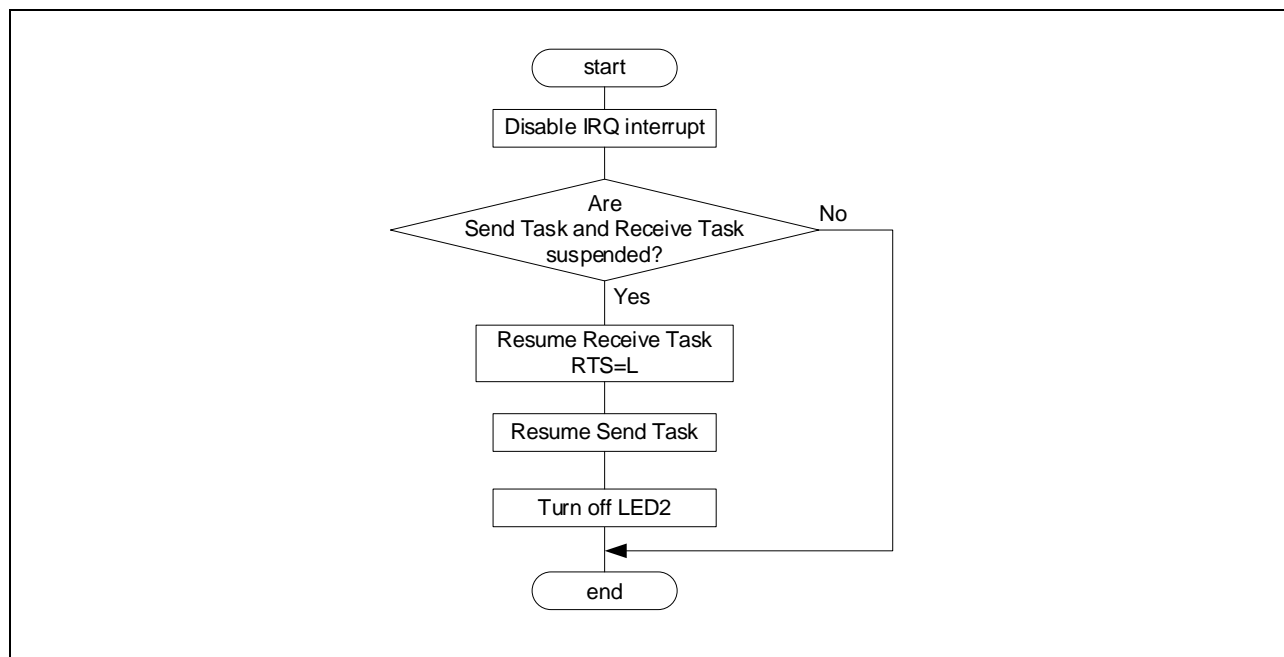 start
Disable IRQ interrupt
Are
Send Task and Receive Task
suspended?
No
Yes
Resume Receive Task
RTS=L
Resume Send Task
Turn off LED2
end